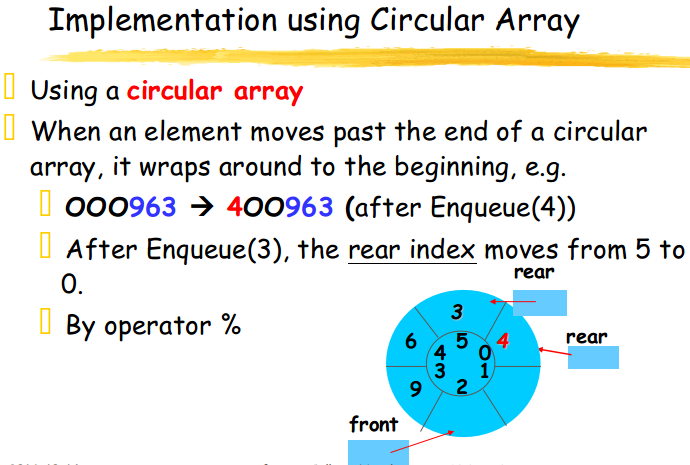 Implementation using Circular Array
Using a circular array
When an element moves past the end of a circular
array, it wraps around to the beginning, e.g.
OOO963 → 4OO963 (after Enqueue(4))
After Enqueue(3), the rear index moves from 5 to
0.
By operator %
rear
rear
front
3
6
4
9
5
4
0
3
1
2